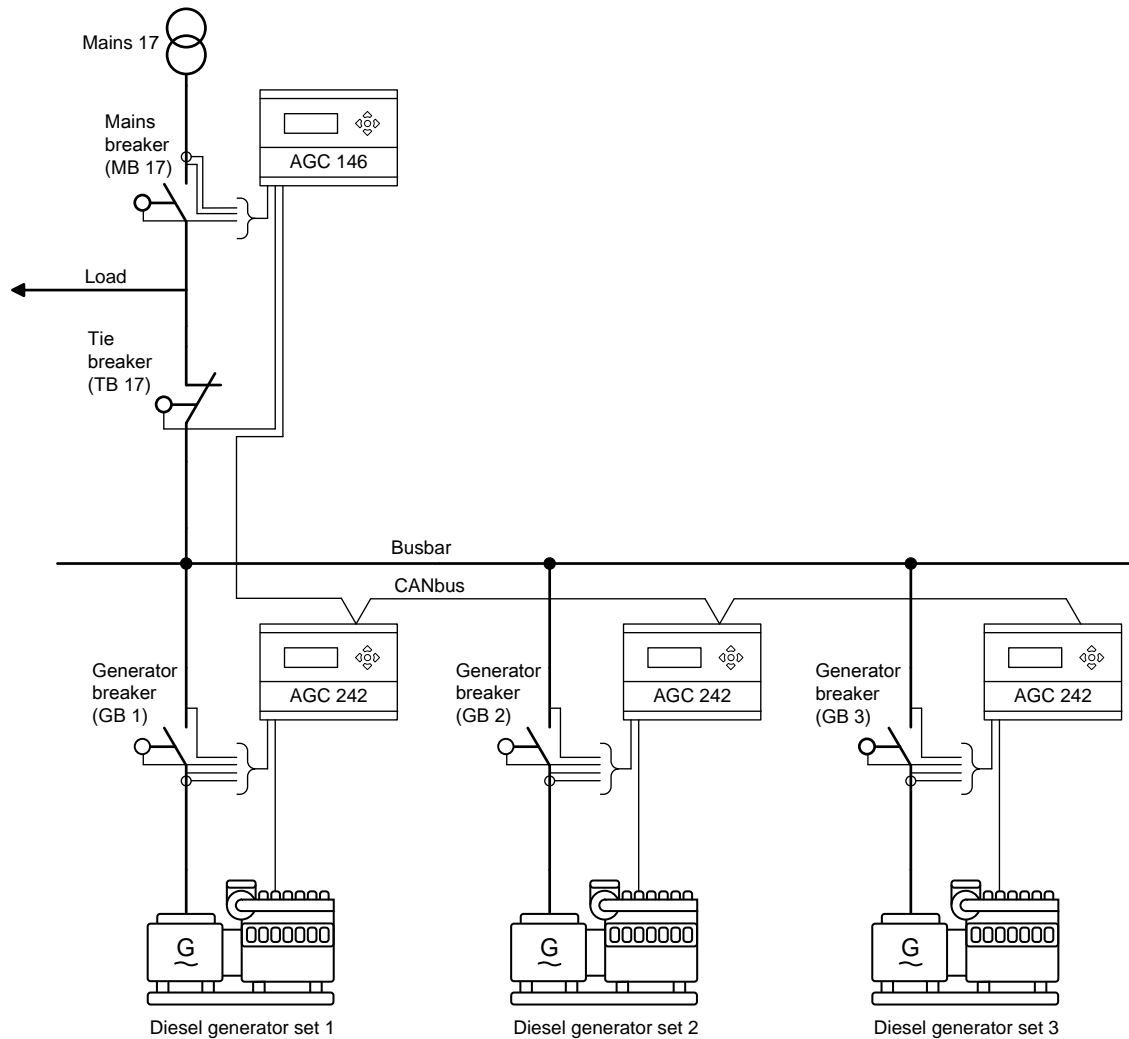 Mains 17
Mains
breaker
(MB 17)
AGC 146
Load
Tie
breaker
(TB 17)
Busbar
CANbus
Generator
breaker
(GB 1)
AGC 242
Generator
breaker
(GB 2)
AGC 242
Generator
breaker
(GB 3)
AGC 242
G
~
G
~
G
~
Diesel generator set 1
Diesel generator set 2
Diesel generator set 3